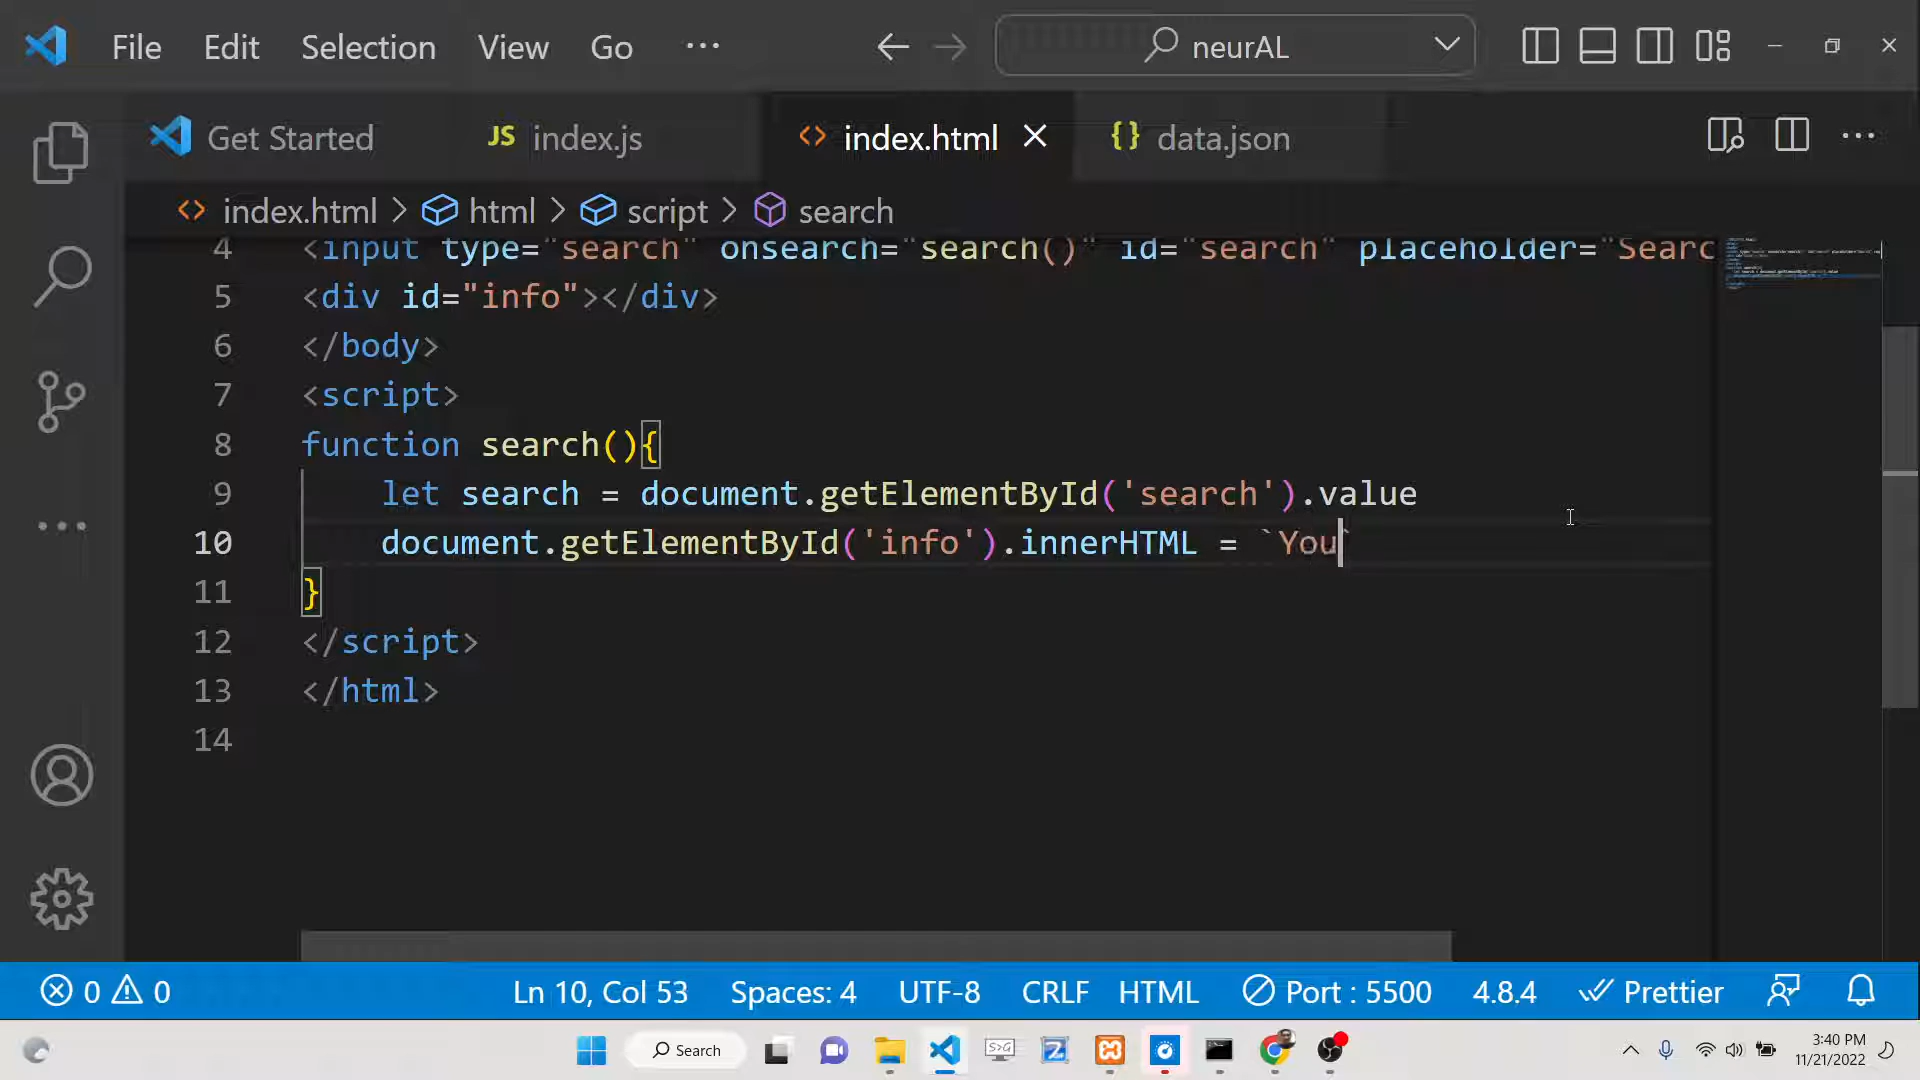 File Edit Selection View Go ··· neurAL
Get Started JS index.js index.html {} data.json
index.html > html > script > search
4 <input type="search" onsearch="search()" id="search" placeholder="Searc
5 <div id="info"></div>
6 </body>
7 <script>
8 function search(){
9 let search = document.getElementById('search').value
10 document.getElementById('info').innerHTML = `You`
11 }
12 </script>
13 </html>
14
0 0 Ln 10, Col 53 Spaces: 4 UTF-8 CRLF HTML Port : 5500 4.8.4 Prettier
Search
3:40 PM
11/21/2022